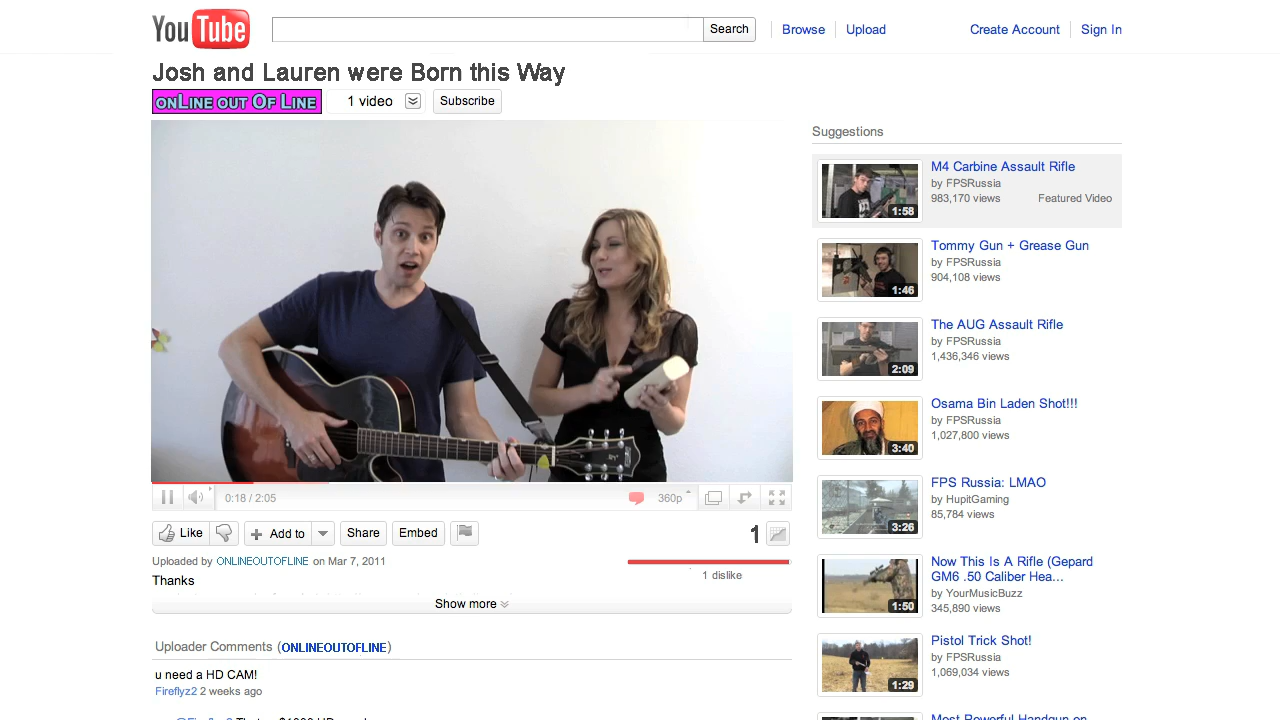 YouTube
Search
Browse
Upload
Create Account
Sign In
Josh and Lauren were Born this Way
onLine out Of Line
1 video
Subscribe
Suggestions
1:58
M4 Carbine Assault Rifle
by FPSRussia
983,170 views
Featured Video
1:46
Tommy Gun + Grease Gun
by FPSRussia
904,108 views
2:09
The AUG Assault Rifle
by FPSRussia
1,436,346 views
3:40
Osama Bin Laden Shot!!!
by FPSRussia
1,027,800 views
3:26
FPS Russia: LMAO
by HupitGaming
85,784 views
1:50
Now This Is A Rifle (Gepard
GM6 .50 Caliber Hea...
by YourMusicBuzz
345,890 views
1:29
Pistol Trick Shot!
by FPSRussia
1,069,034 views
Most Powerful Handgun on
0:18 / 2:05
360p
Like
Add to
Share
Embed
1
Uploaded by ONLINEOUTOFLINE on Mar 7, 2011
1 dislike
Thanks
Show more
Uploader Comments (ONLINEOUTOFLINE)
u need a HD CAM!
Fireflyz2 2 weeks ago